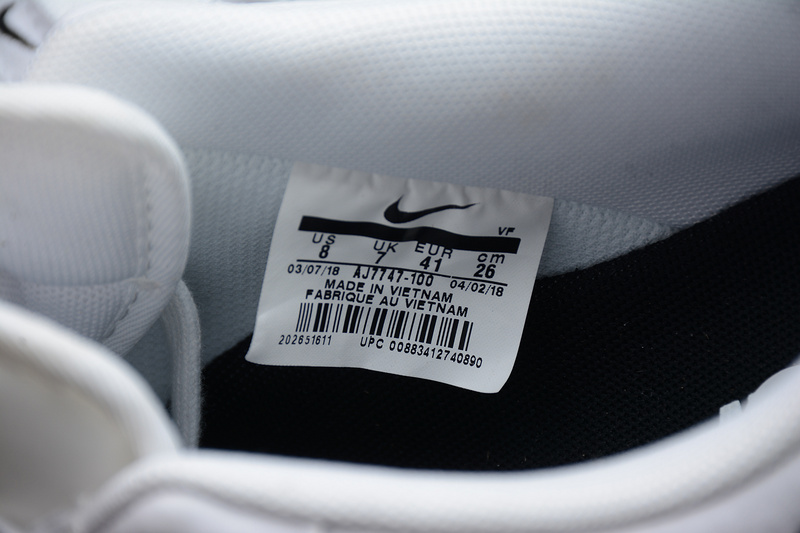 VF
US UK EUR cm
8 7 41 26
03/07/18 AJ7747-100 04/02/18
MADE IN VIETNAM
FABRIQUE AU VIETNAM
202651611 UPC 00883412740890